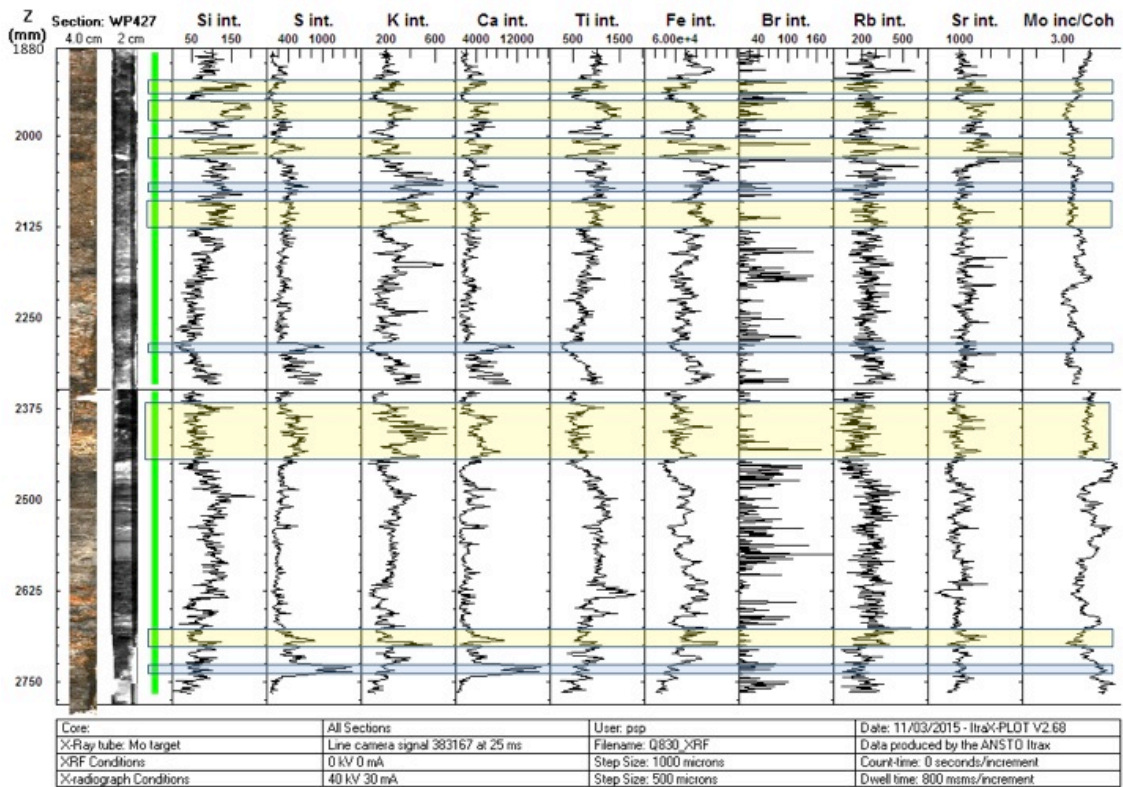 Z Section: WP427 Si int. S int. K int. Ca int. Ti int. Fe int. Br int. Rb int. Sr int. Mo inc/Coh
(mm) 4.0 cm 2 cm 50 150 400 1000 200 600 4000 12000 500 1500 6.00e+4 40 100 160 200 500 1000 3.00
1880
2000
2125
2250
2375
2500
2625
2750
Core: All Sections User: psp Date: 11/03/2015 - ItraX-PLOT V2.68
X-Ray tube: Mo target Line camera signal 383167 at 25 ms Filename: Q830_XRF Data produced by the ANSTO Itrax
XRF Conditions 0 kV 0 mA Step Size: 1000 microns Count-time: 0 seconds/increment
X-radiograph Conditions 40 kV 30 mA Step Size: 500 microns Dwell time: 800 msms/increment